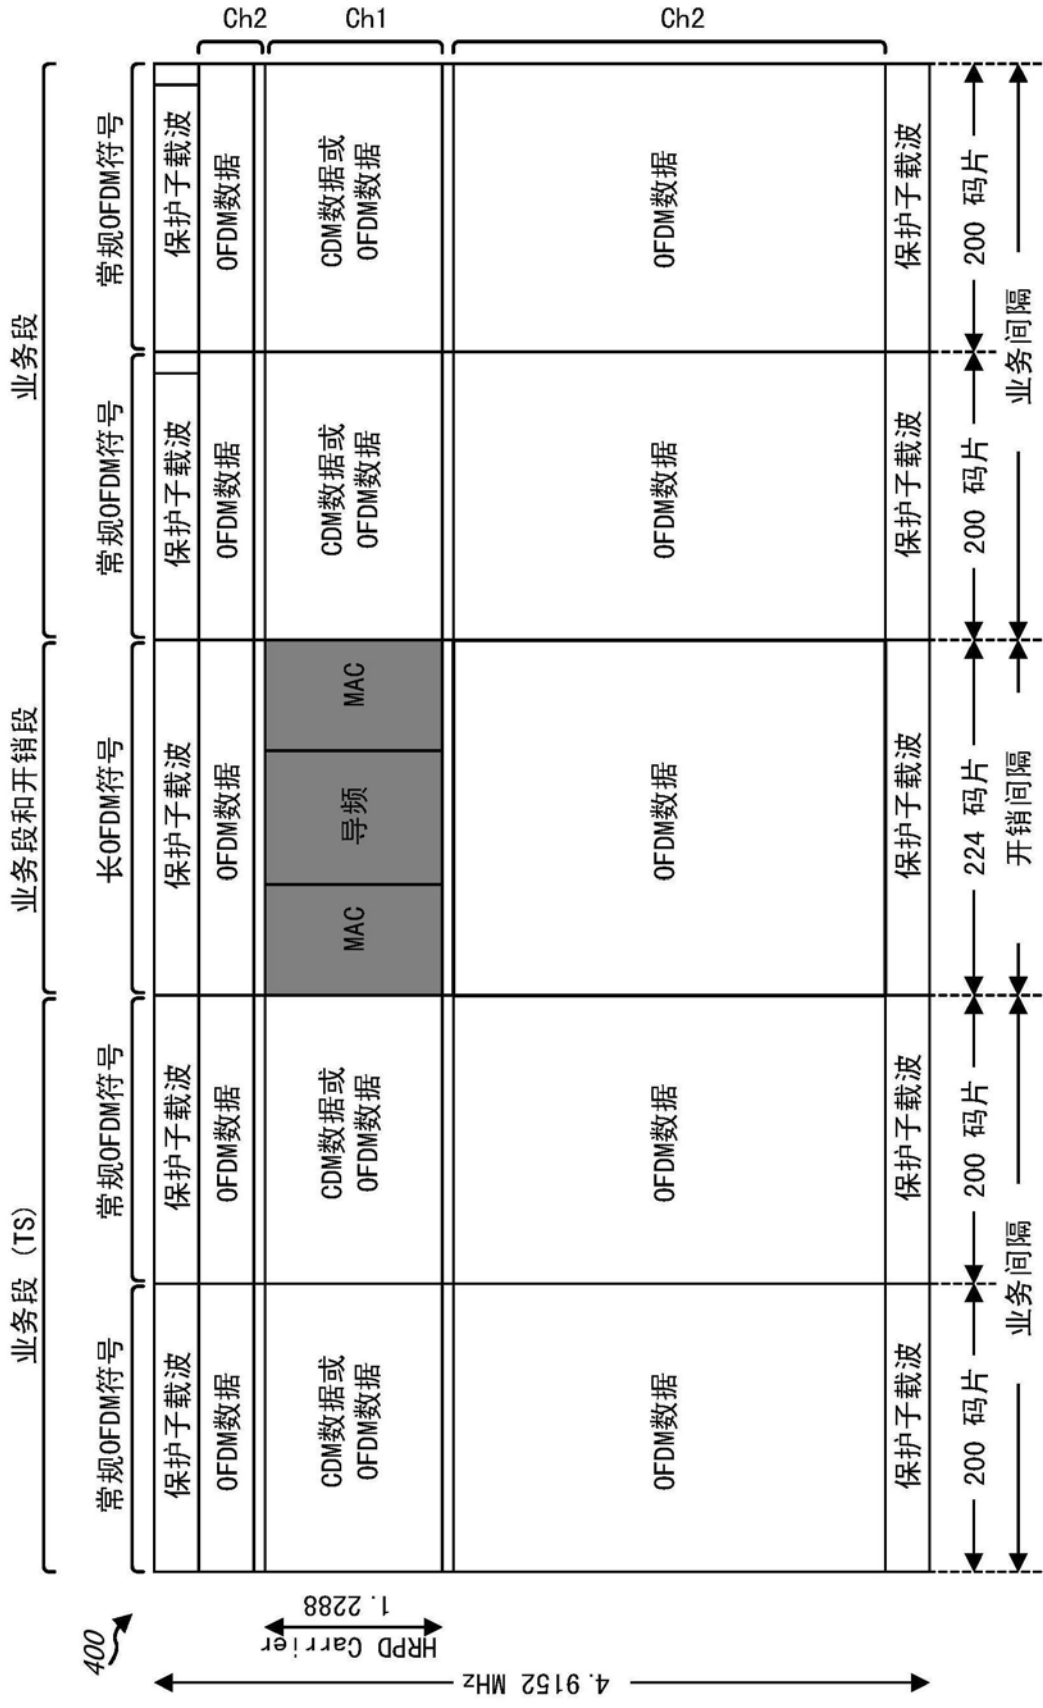 400
业务段 (TS)
业务段和开销段
业务段
常规OFDM符号
常规OFDM符号
长OFDM符号
常规OFDM符号
常规OFDM符号
4.9152 MHz
HRPD Carrier
1.2288
保护子载波
保护子载波
保护子载波
保护子载波
保护子载波
OFDM数据
OFDM数据
OFDM数据
OFDM数据
OFDM数据
Ch2
CDM数据或
OFDM数据
CDM数据或
OFDM数据
MAC
导频
MAC
CDM数据或
OFDM数据
CDM数据或
OFDM数据
Ch1
OFDM数据
OFDM数据
OFDM数据
OFDM数据
OFDM数据
Ch2
保护子载波
保护子载波
保护子载波
保护子载波
保护子载波
200 码片
200 码片
224 码片
200 码片
200 码片
业务间隔
开销间隔
业务间隔